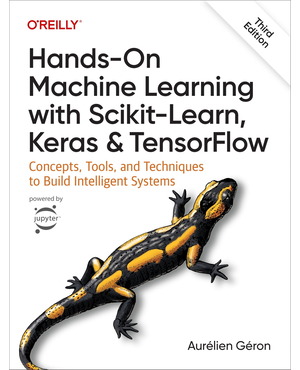 O'REILLY®
Third
Edition
Hands-On
Machine Learning
with Scikit-Learn,
Keras & TensorFlow
Concepts, Tools, and Techniques
to Build Intelligent Systems
powered by
jupyter
Aurélien Géron